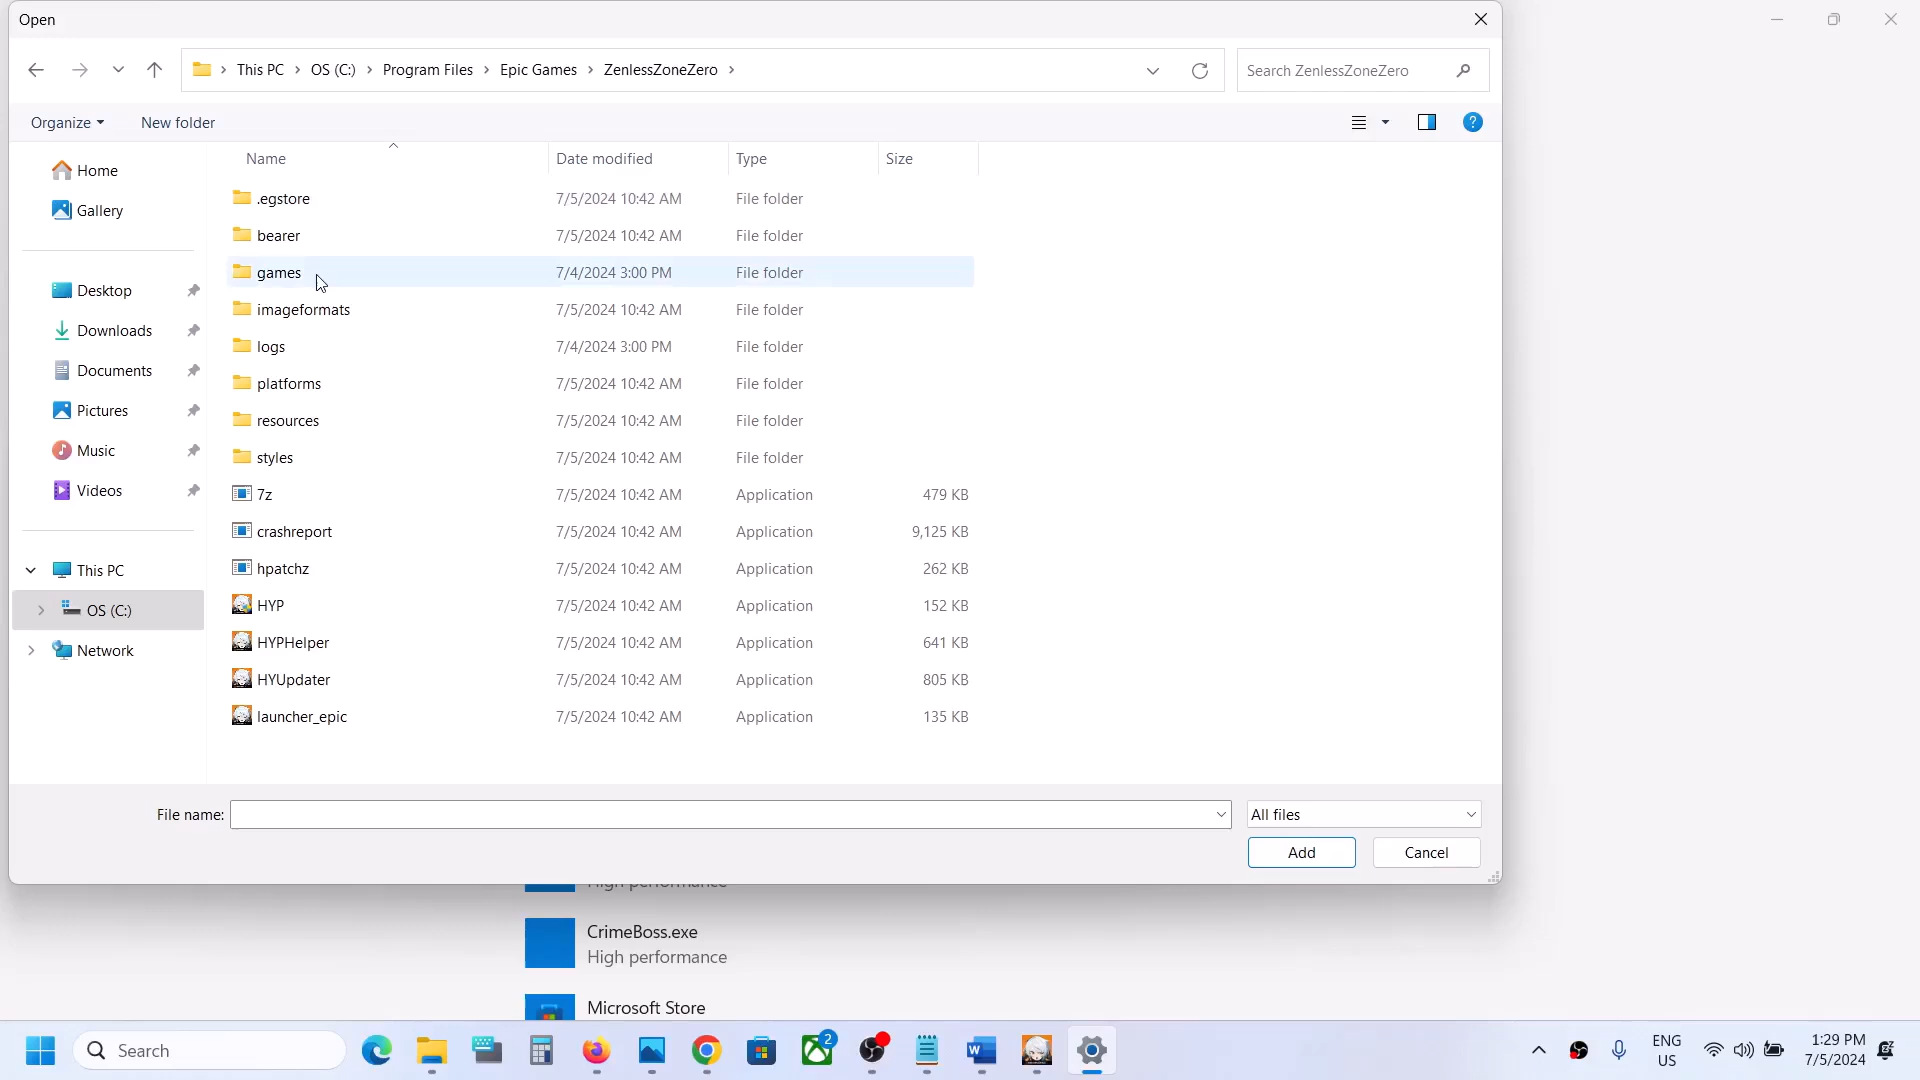 Open
This PC > OS (C:) > Program Files > Epic Games > ZenlessZoneZero >
Search ZenlessZoneZero
Organize
New folder
?
Name
Date modified
Type
Size
Home
Gallery
Desktop
Downloads
Documents
Pictures
Music
Videos
This PC
OS (C:)
Network
.egstore 7/5/2024 10:42 AM File folder
bearer 7/5/2024 10:42 AM File folder
games 7/4/2024 3:00 PM File folder
imageformats 7/5/2024 10:42 AM File folder
logs 7/4/2024 3:00 PM File folder
platforms 7/5/2024 10:42 AM File folder
resources 7/5/2024 10:42 AM File folder
styles 7/5/2024 10:42 AM File folder
7z 7/5/2024 10:42 AM Application 479 KB
crashreport 7/5/2024 10:42 AM Application 9,125 KB
hpatchz 7/5/2024 10:42 AM Application 262 KB
HYP 7/5/2024 10:42 AM Application 152 KB
HYPHelper 7/5/2024 10:42 AM Application 641 KB
HYUpdater 7/5/2024 10:42 AM Application 805 KB
launcher_epic 7/5/2024 10:42 AM Application 135 KB
File name:
All files
Add
Cancel
High performance
CrimeBoss.exe
High performance
Microsoft Store
Search
2
ENG
US
1:29 PM
7/5/2024